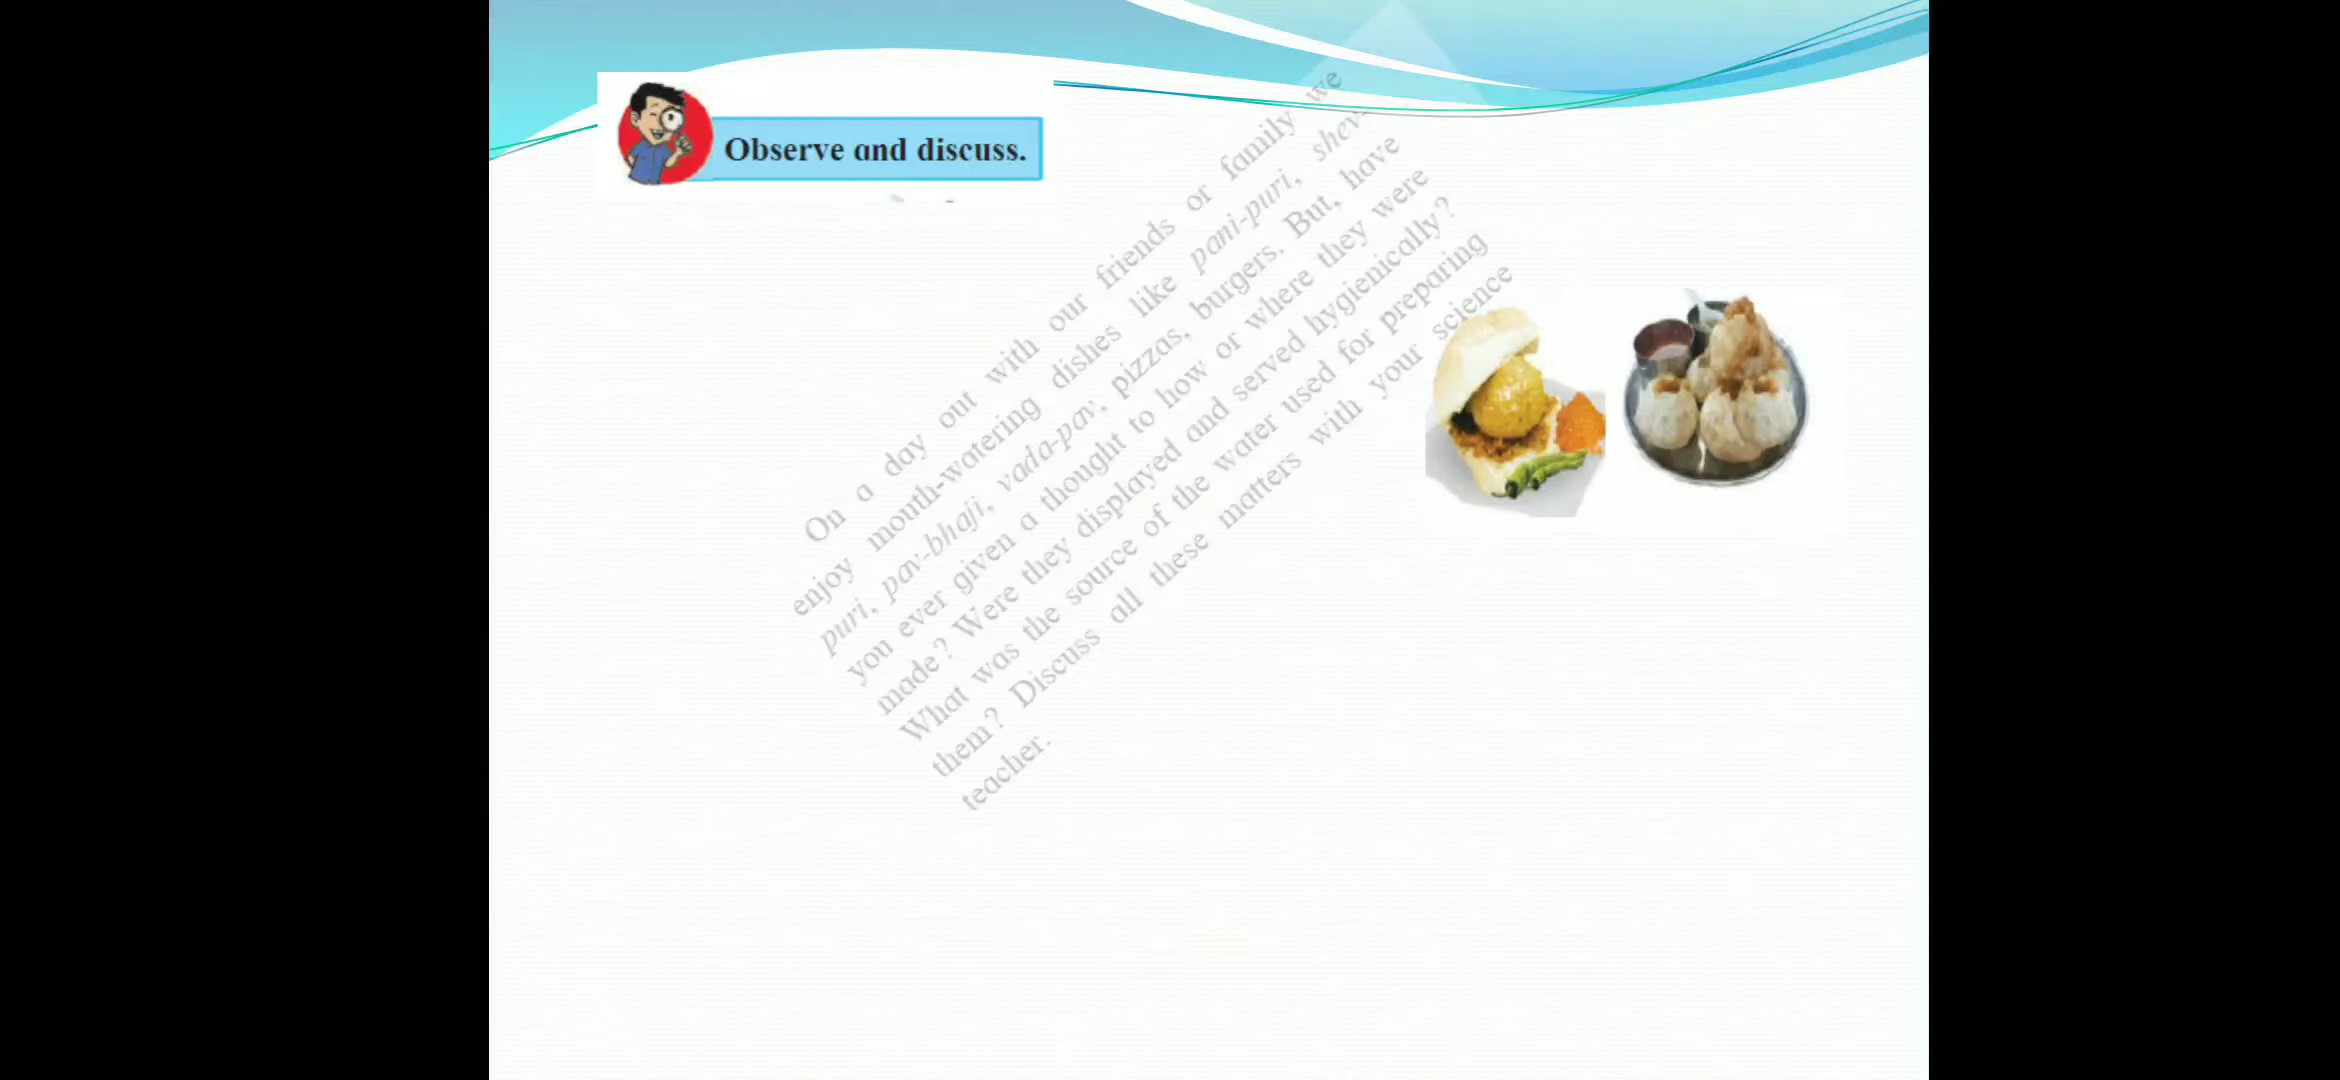 Observe and discuss.
On a day out with our friends or family we
enjoy mouth-watering dishes like pani-puri, shev-
puri, pav-bhaji, vada-pav, pizzas, burgers. But, have
you ever given a thought to how or where they were
made? Were they displayed and served hygienically?
What was the source of the water used for preparing
them? Discuss all these matters with your science
teacher.